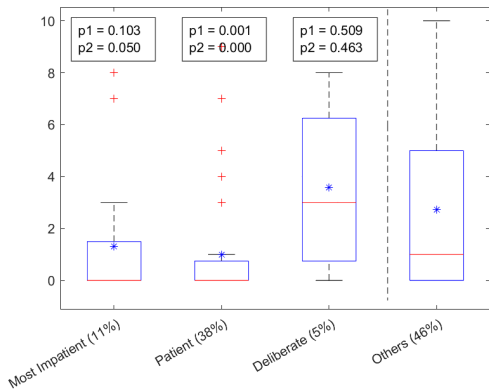 10
8
6
4
2
0
p1 = 0.103
p2 = 0.050
p1 = 0.001
p2 = 0.000
p1 = 0.509
p2 = 0.463
Most Impatient (11%)
Patient (38%)
Deliberate (5%)
Others (46%)